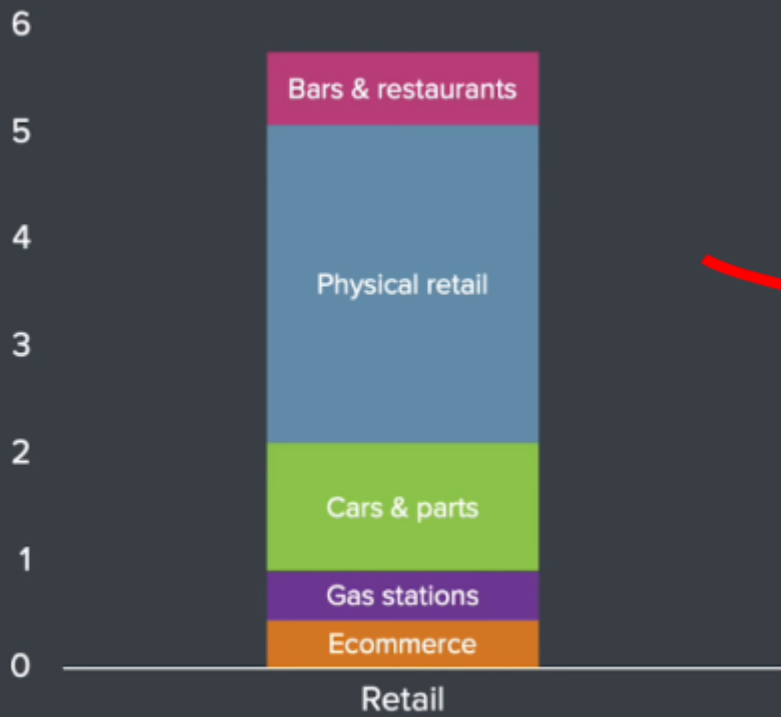 6
Bars & restaurants
5
4
Physical retail
3
2
Cars & parts
1
Gas stations
Ecommerce
0
Retail